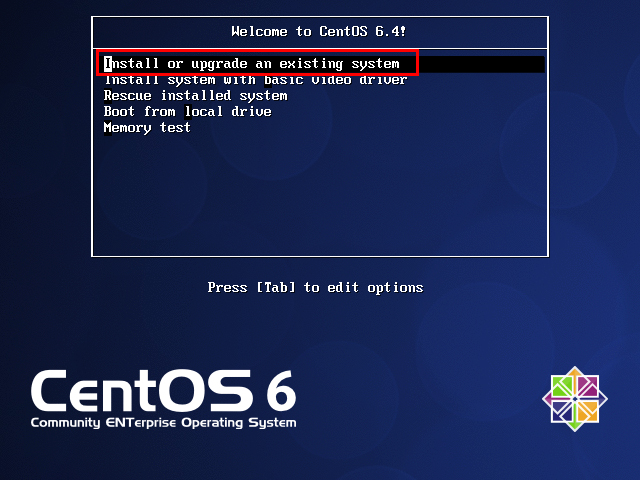 Welcome to CentOS 6.4!
Install or upgrade an existing system
Install system with basic video driver
Rescue installed system
Boot from local drive
Memory test
Press [Tab] to edit options
CentOS 6
Community ENTerprise Operating System